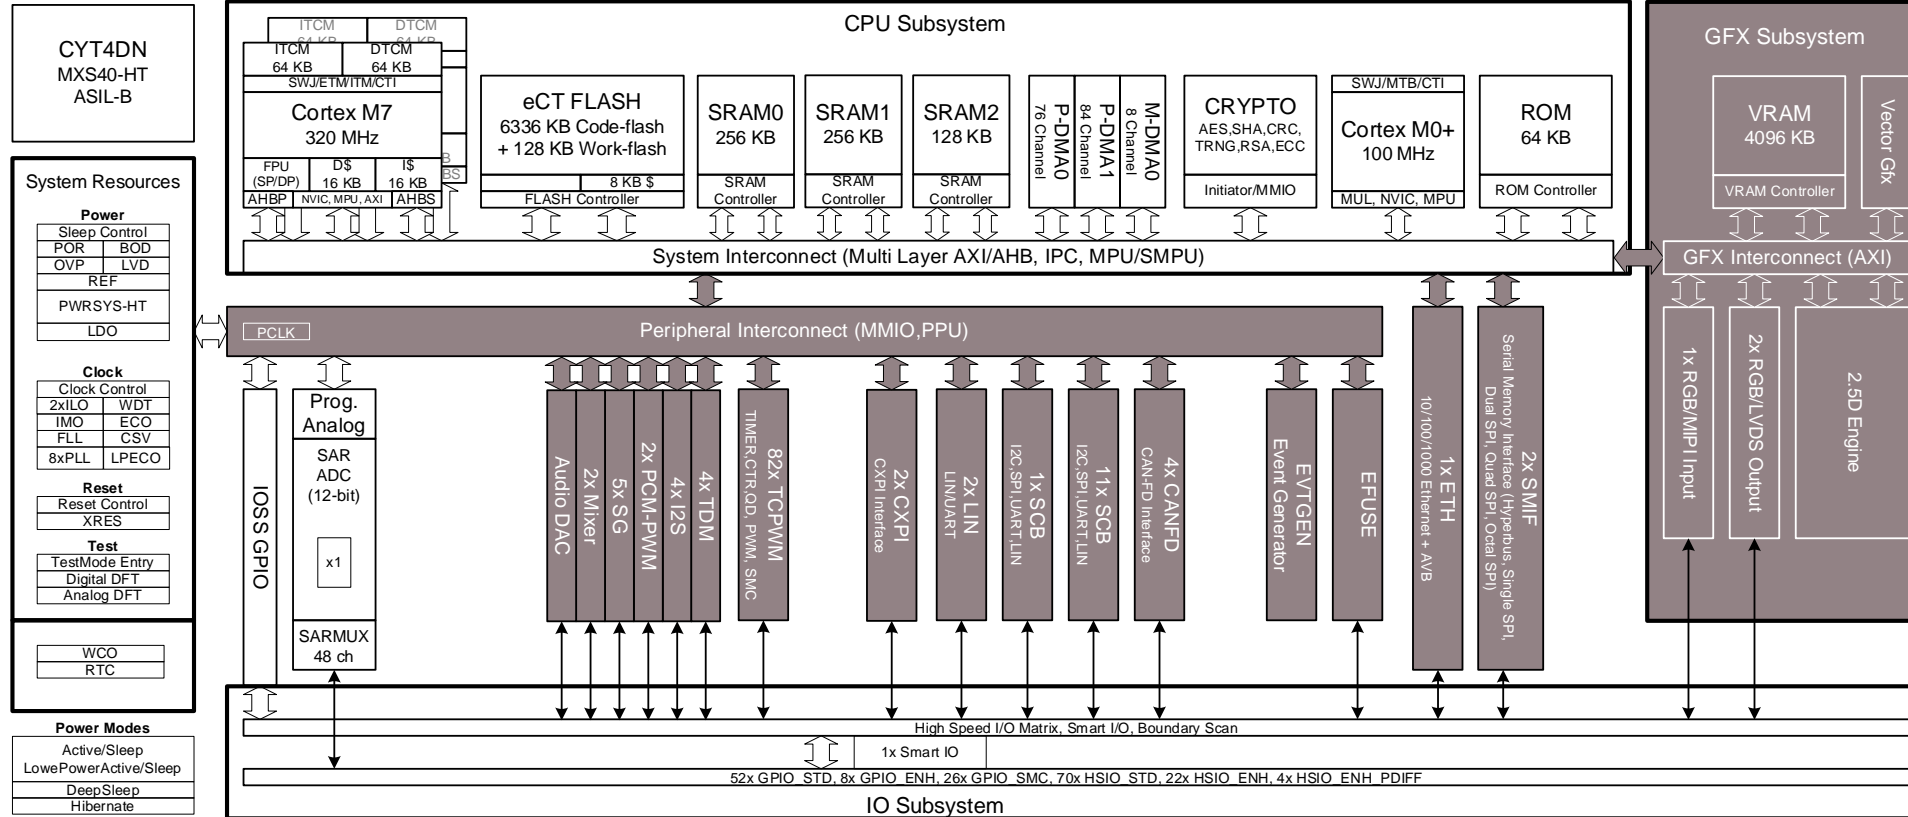 CYT4DN
MXS40-HT
ASIL-B
System Resources
Power
Sleep Control
POR BOD
OVP LVD
REF
PWRSYS-HT
LDO
Clock
Clock Control
2xILO WDT
IMO ECO
FLL CSV
8xPLL LPECO
Reset
Reset Control
XRES
Test
TestMode Entry
Digital DFT
Analog DFT
WCO
RTC
Power Modes
Active/Sleep
LowePowerActive/Sleep
DeepSleep
Hibernate
CPU Subsystem
ITCM DTCM
64 KB 64 KB
ITCM DTCM
64 KB 64 KB
SWJ/ETM/ITM/CTI
Cortex M7
320 MHz
FPU
(SP/DP)
D$
16 KB
I$
16 KB
AHBP NVIC, MPU, AXI AHBS
B
BS
eCT FLASH
6336 KB Code-flash
+ 128 KB Work-flash
8 KB $
FLASH Controller
SRAM0
256 KB
SRAM
Controller
SRAM1
256 KB
SRAM
Controller
SRAM2
128 KB
SRAM
Controller
P-DMA0
76 Channel
P-DMA1
84 Channel
M-DMA0
8 Channel
CRYPTO
AES,SHA,CRC,
TRNG,RSA,ECC
Initiator/MMIO
SWJ/MTB/CTI
Cortex M0+
100 MHz
MUL, NVIC, MPU
ROM
64 KB
ROM Controller
System Interconnect (Multi Layer AXI/AHB, IPC, MPU/SMPU)
GFX Subsystem
VRAM
4096 KB
VRAM Controller
Vector Gfx
GFX Interconnect (AXI)
1x RGB/MIPI Input
2x RGB/LVDS Output
2.5D Engine
PCLK
Peripheral Interconnect (MMIO,PPU)
IOSS GPIO
Prog.
Analog
SAR
ADC
(12-bit)
x1
SARMUX
48 ch
Audio DAC
2x Mixer
5x SG
2x PCM-PWM
4x I2S
4x TDM
82x TCPWM
TIMER,CTR,QD, PWM, SMC
2x CXPI
CXPI Interface
2x LIN
LIN/UART
1x SCB
I2C,SPI,UART,LIN
11x SCB
I2C,SPI,UART,LIN
4x CANFD
CAN-FD Interface
EVTGEN
Event Generator
EFUSE
1x ETH
10/100/1000 Ethernet + AVB
2x SMIF
Serial Memory Interface (Hyperbus, Single SPI,
Dual SPI, Quad SPI, Octal SPI)
High Speed I/O Matrix, Smart I/O, Boundary Scan
1x Smart IO
52x GPIO_STD, 8x GPIO_ENH, 26x GPIO_SMC, 70x HSIO_STD, 22x HSIO_ENH, 4x HSIO_ENH_PDIFF
IO Subsystem